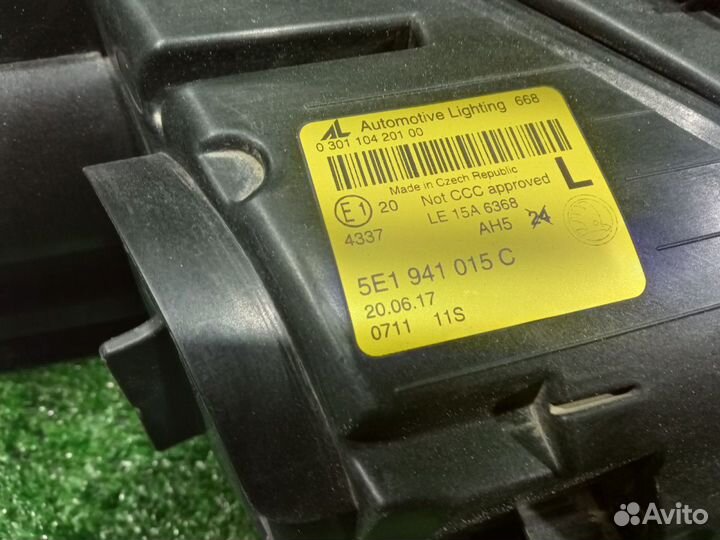 AL Automotive Lighting 668
0 301 104 201 00
Made in Czech Republic
E1 20 Not CCC approved L
4337 LE 15A 6368
AH5 24
5E1 941 015 C
20.06.17
0711 11S
Avito